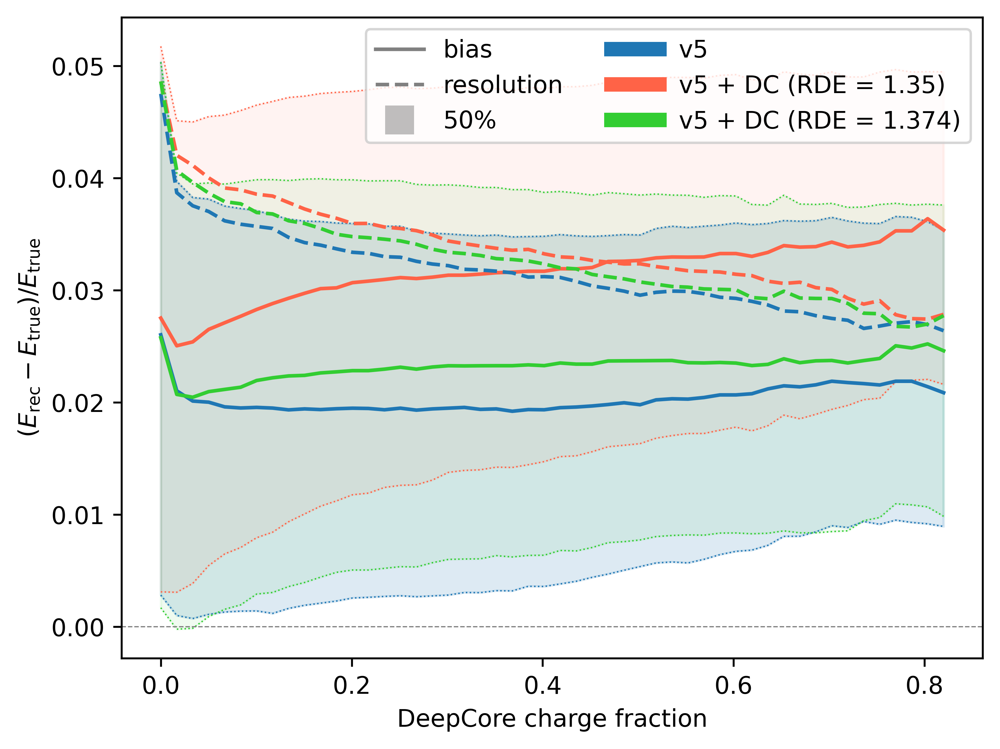 bias
resolution
50%
v5
v5 + DC (RDE = 1.35)
v5 + DC (RDE = 1.374)
0.05
0.04
0.03
0.02
0.01
0.00
(E_rec − E_true)/E_true
0.0 0.2 0.4 0.6 0.8
DeepCore charge fraction